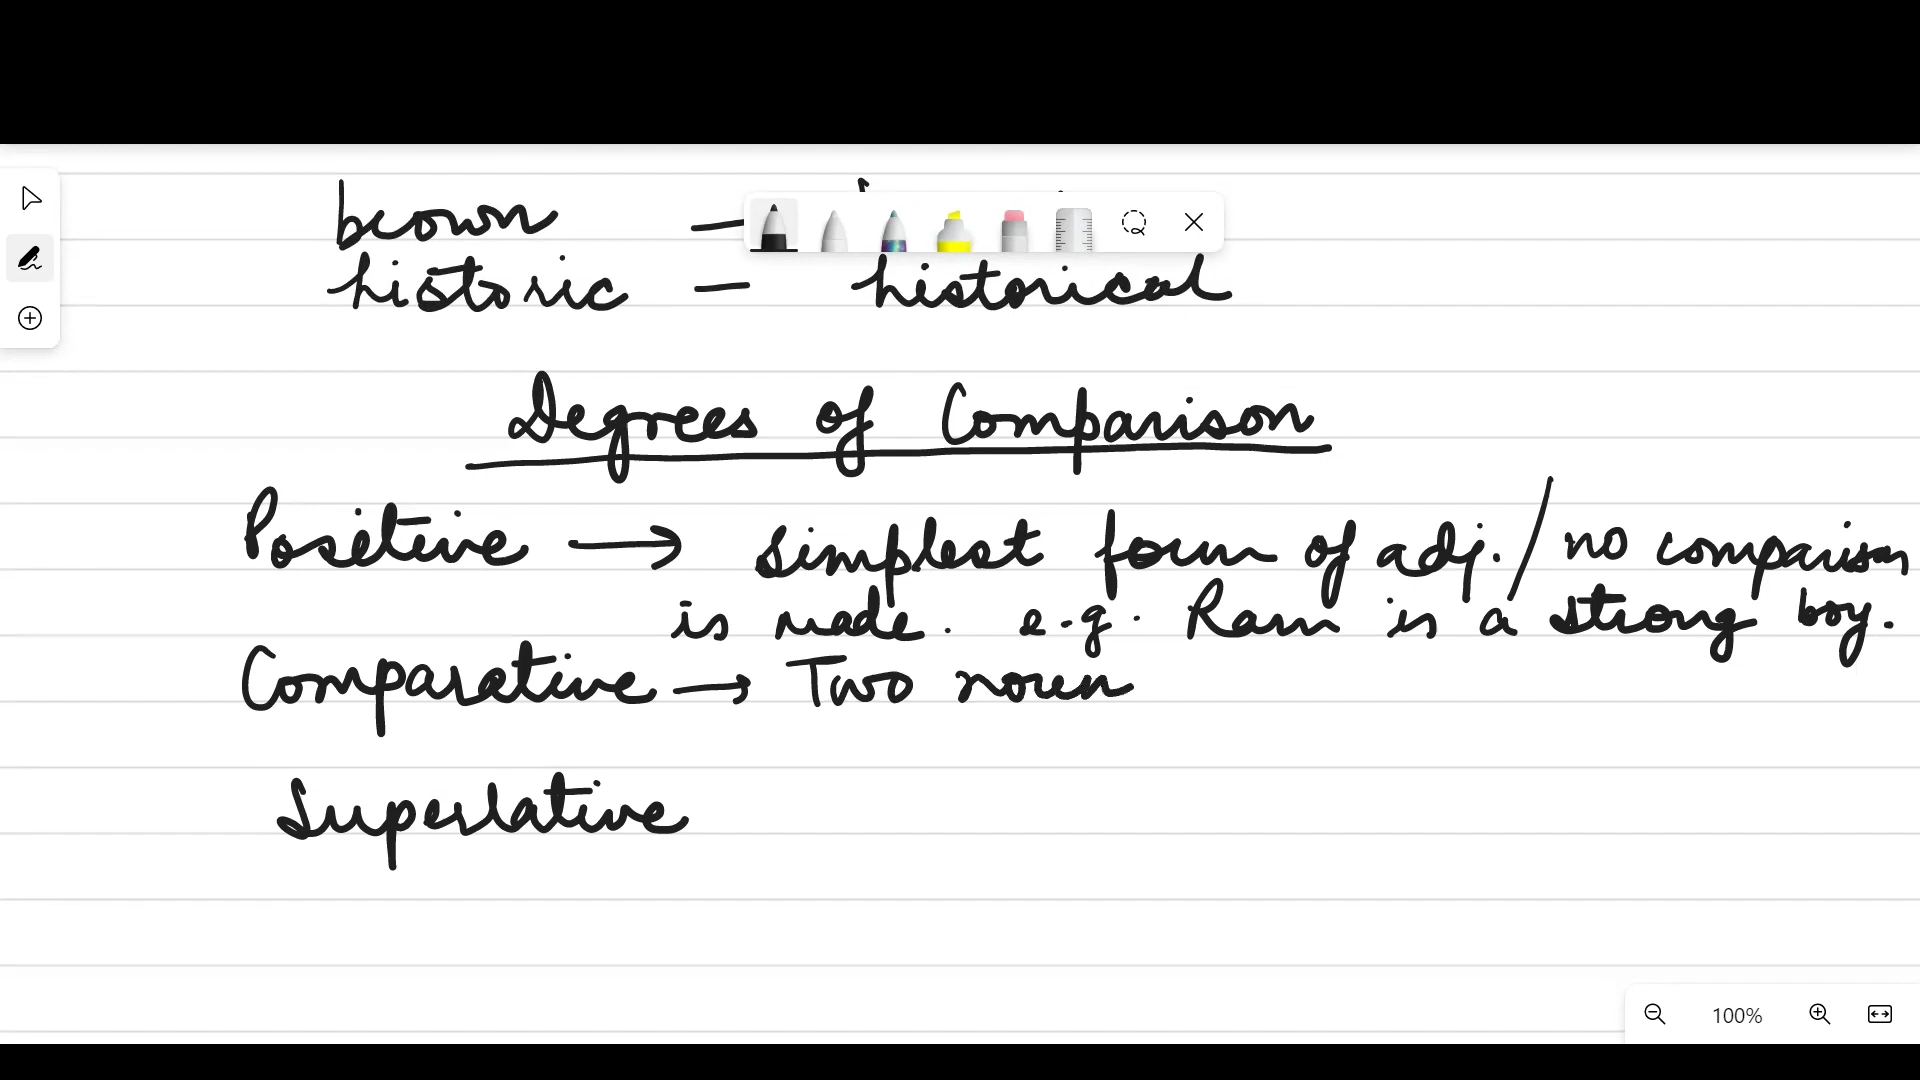 brown —
historic — historical
Degrees of Comparison
Positive → simplest form of adj. / no comparison
is made. e.g. Ram is a strong boy.
Comparative → Two noun
Superlative
100%